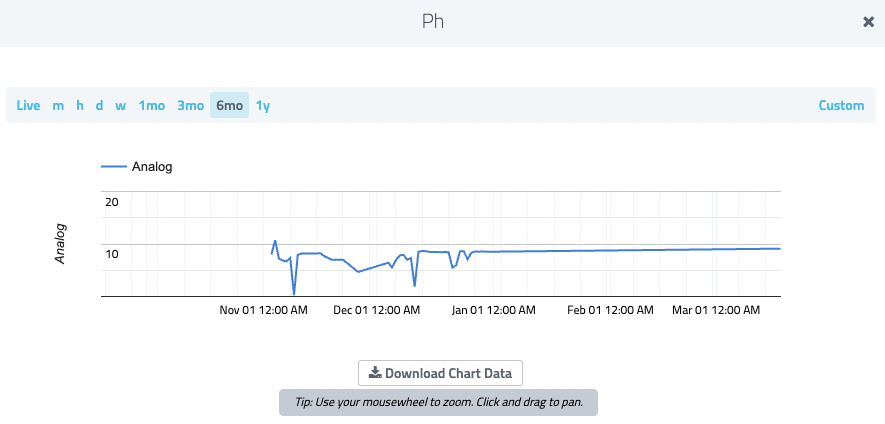 Ph
Live m h d w 1mo 3mo 6mo 1y Custom
Analog
20
Analog
10
Nov 01 12:00 AM Dec 01 12:00 AM Jan 01 12:00 AM Feb 01 12:00 AM Mar 01 12:00 AM
Download Chart Data
Tip: Use your mousewheel to zoom. Click and drag to pan.